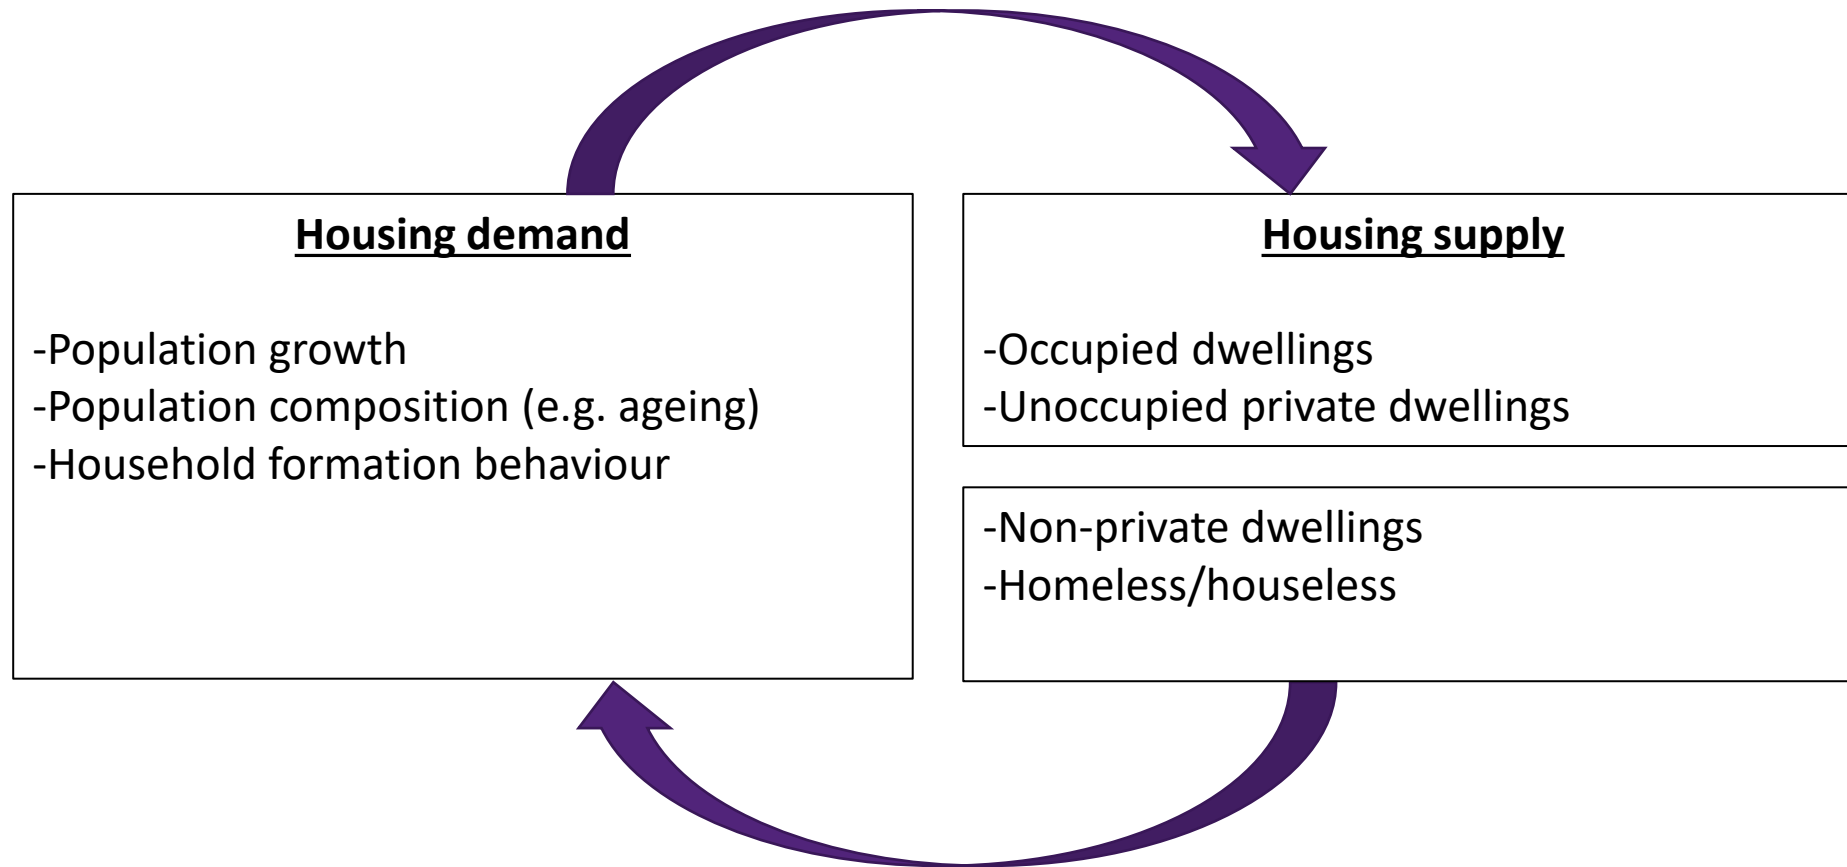 Housing demand
-Population growth
-Population composition (e.g. ageing)
-Household formation behaviour
Housing supply
-Occupied dwellings
-Unoccupied private dwellings
-Non-private dwellings
-Homeless/houseless